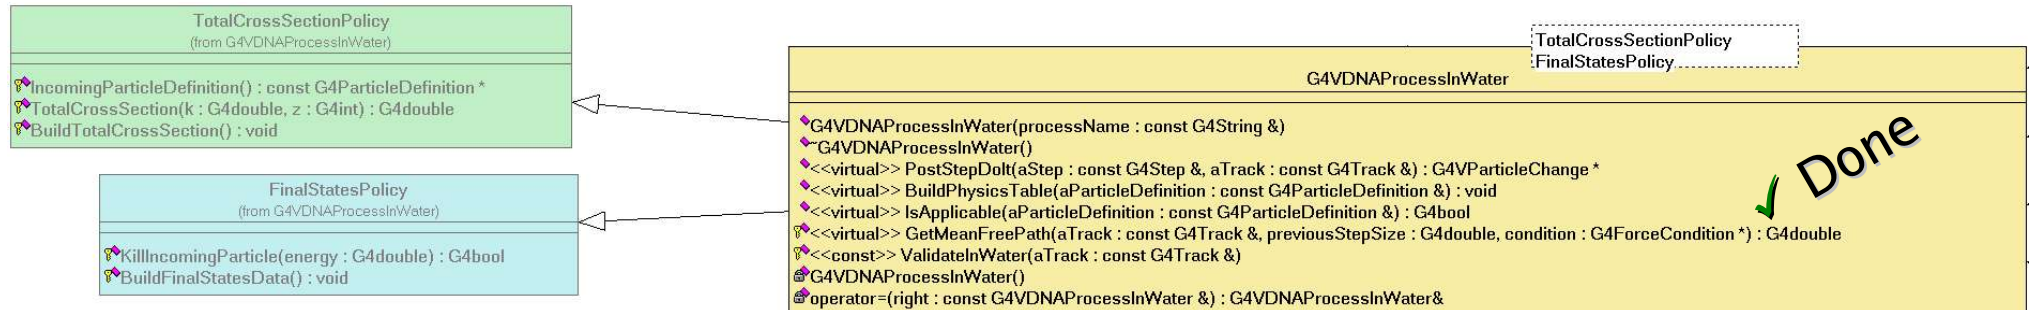 TotalCrossSectionPolicy
(from G4VDNAProcessInWater)
IncomingParticleDefinition() : const G4ParticleDefinition *
TotalCrossSection(k : G4double, z : G4int) : G4double
BuildTotalCrossSection() : void
FinalStatesPolicy
(from G4VDNAProcessInWater)
KillIncomingParticle(energy : G4double) : G4bool
BuildFinalStatesData() : void
TotalCrossSectionPolicy
FinalStatesPolicy
G4VDNAProcessInWater
G4VDNAProcessInWater(processName : const G4String &)
~G4VDNAProcessInWater()
<<virtual>> PostStepDoIt(aStep : const G4Step &, aTrack : const G4Track &) : G4VParticleChange *
<<virtual>> BuildPhysicsTable(aParticleDefinition : const G4ParticleDefinition &) : void
<<virtual>> IsApplicable(aParticleDefinition : const G4ParticleDefinition &) : G4bool
<<virtual>> GetMeanFreePath(aTrack : const G4Track &, previousStepSize : G4double, condition : G4ForceCondition *) : G4double
<<const>> ValidateInWater(aTrack : const G4Track &)
G4VDNAProcessInWater()
operator=(right : const G4VDNAProcessInWater &) : G4VDNAProcessInWater&
✓ Done